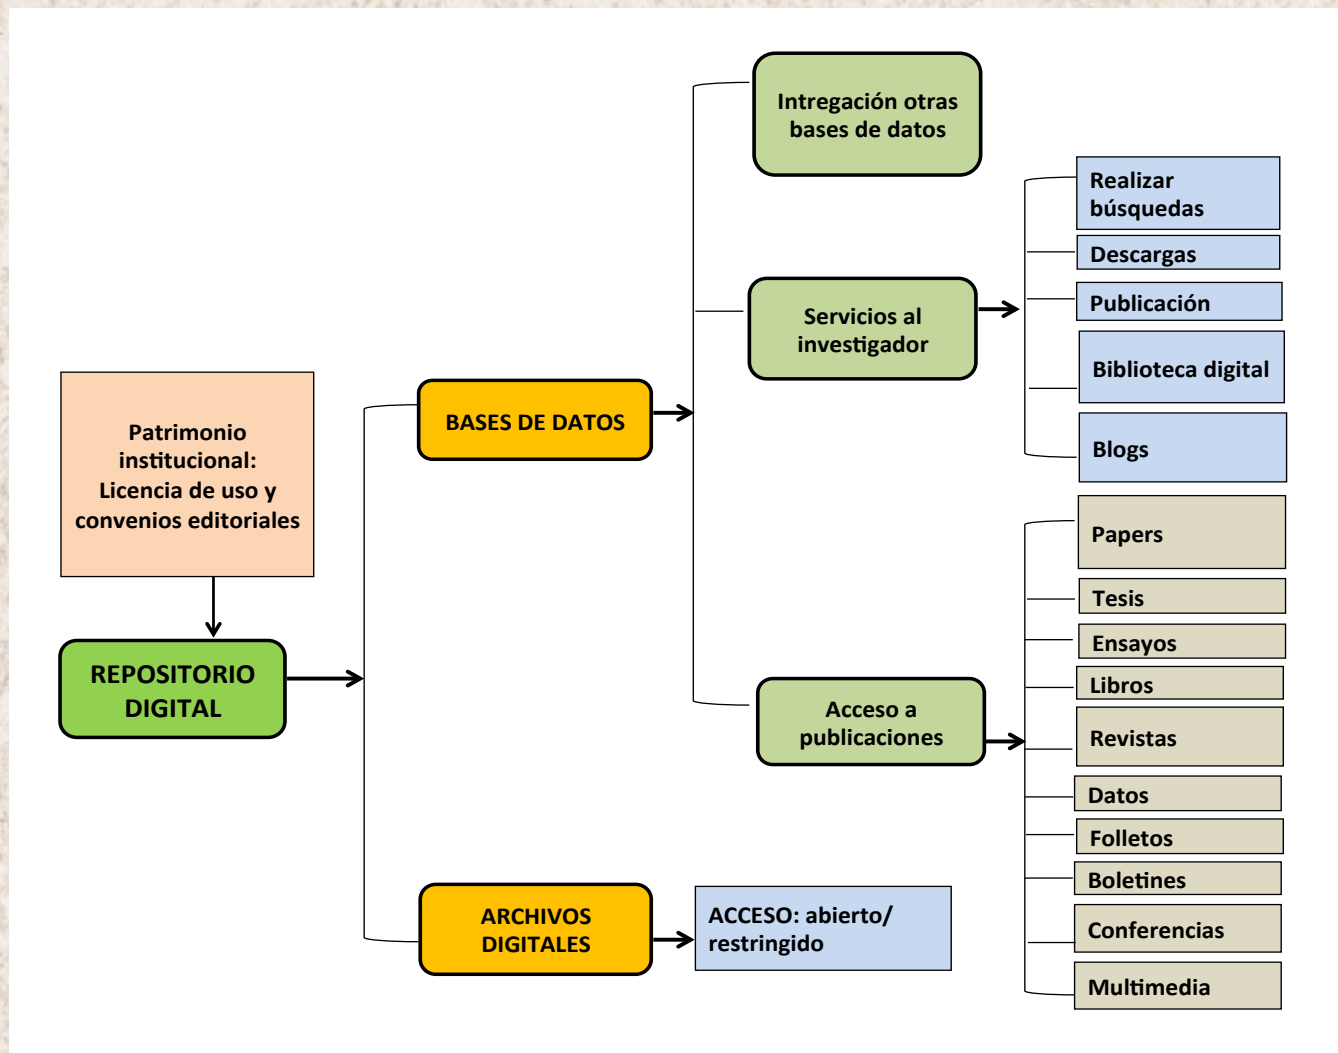 Patrimonio
institucional:
Licencia de uso y
convenios editoriales
REPOSITORIO
DIGITAL
BASES DE DATOS
ARCHIVOS
DIGITALES
ACCESO: abierto/
restringido
Intregación otras
bases de datos
Servicios al
investigador
Acceso a
publicaciones
Realizar
búsquedas
Descargas
Publicación
Biblioteca digital
Blogs
Papers
Tesis
Ensayos
Libros
Revistas
Datos
Folletos
Boletines
Conferencias
Multimedia